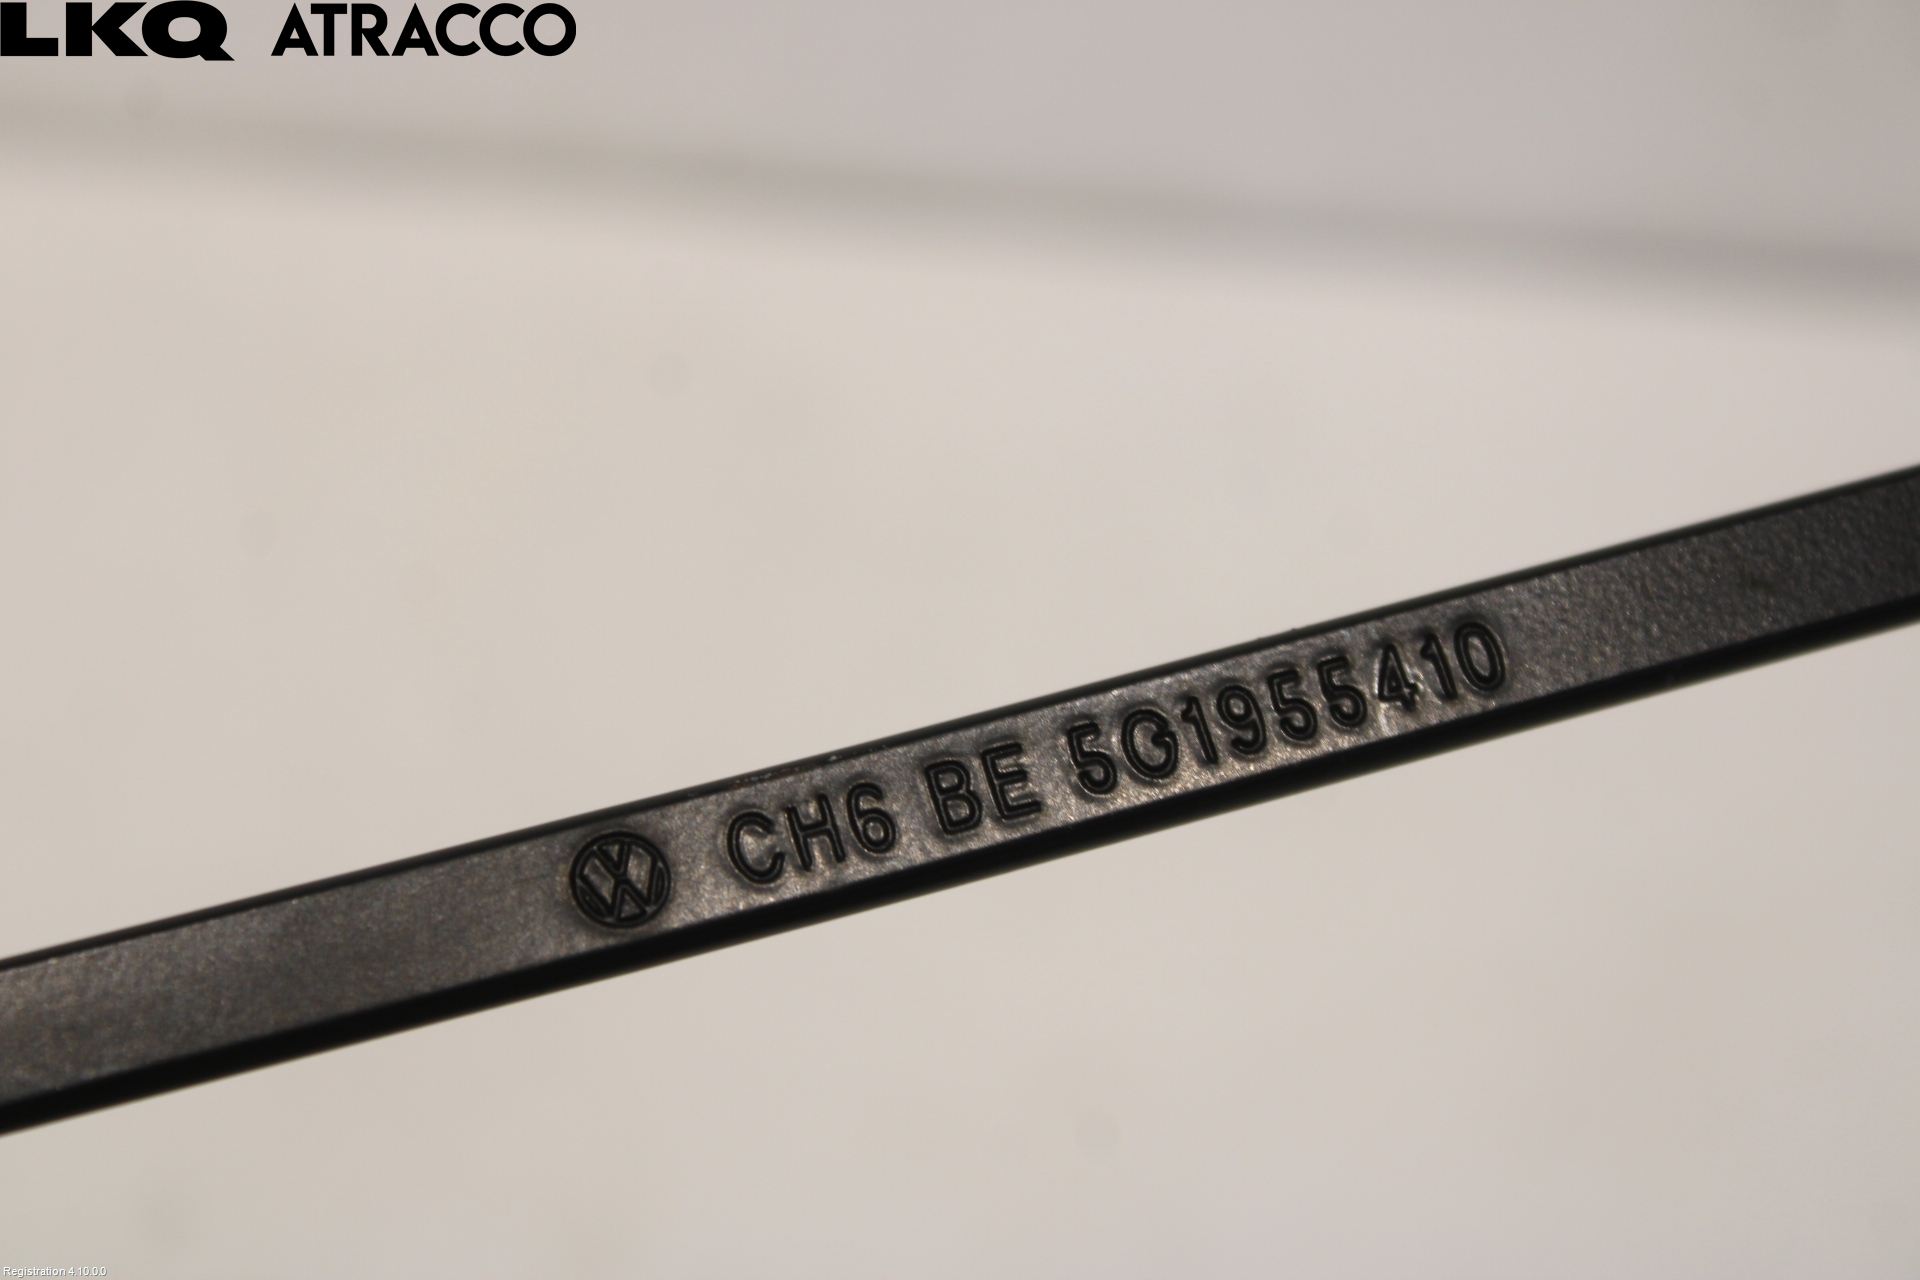 LKQ ATRACCO
CH6 BE 5G1955410
Registration 4.10.0.0